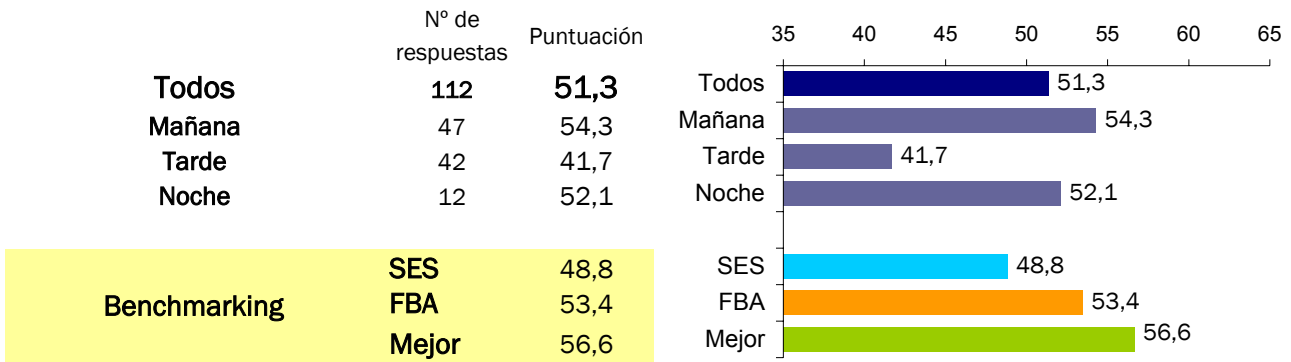 Nº de respuestas Puntuación
Todos 112 51,3
Mañana 47 54,3
Tarde 42 41,7
Noche 12 52,1
Benchmarking
SES 48,8
FBA 53,4
Mejor 56,6
35 40 45 50 55 60 65
Todos 51,3
Mañana 54,3
Tarde 41,7
Noche 52,1
SES 48,8
FBA 53,4
Mejor 56,6